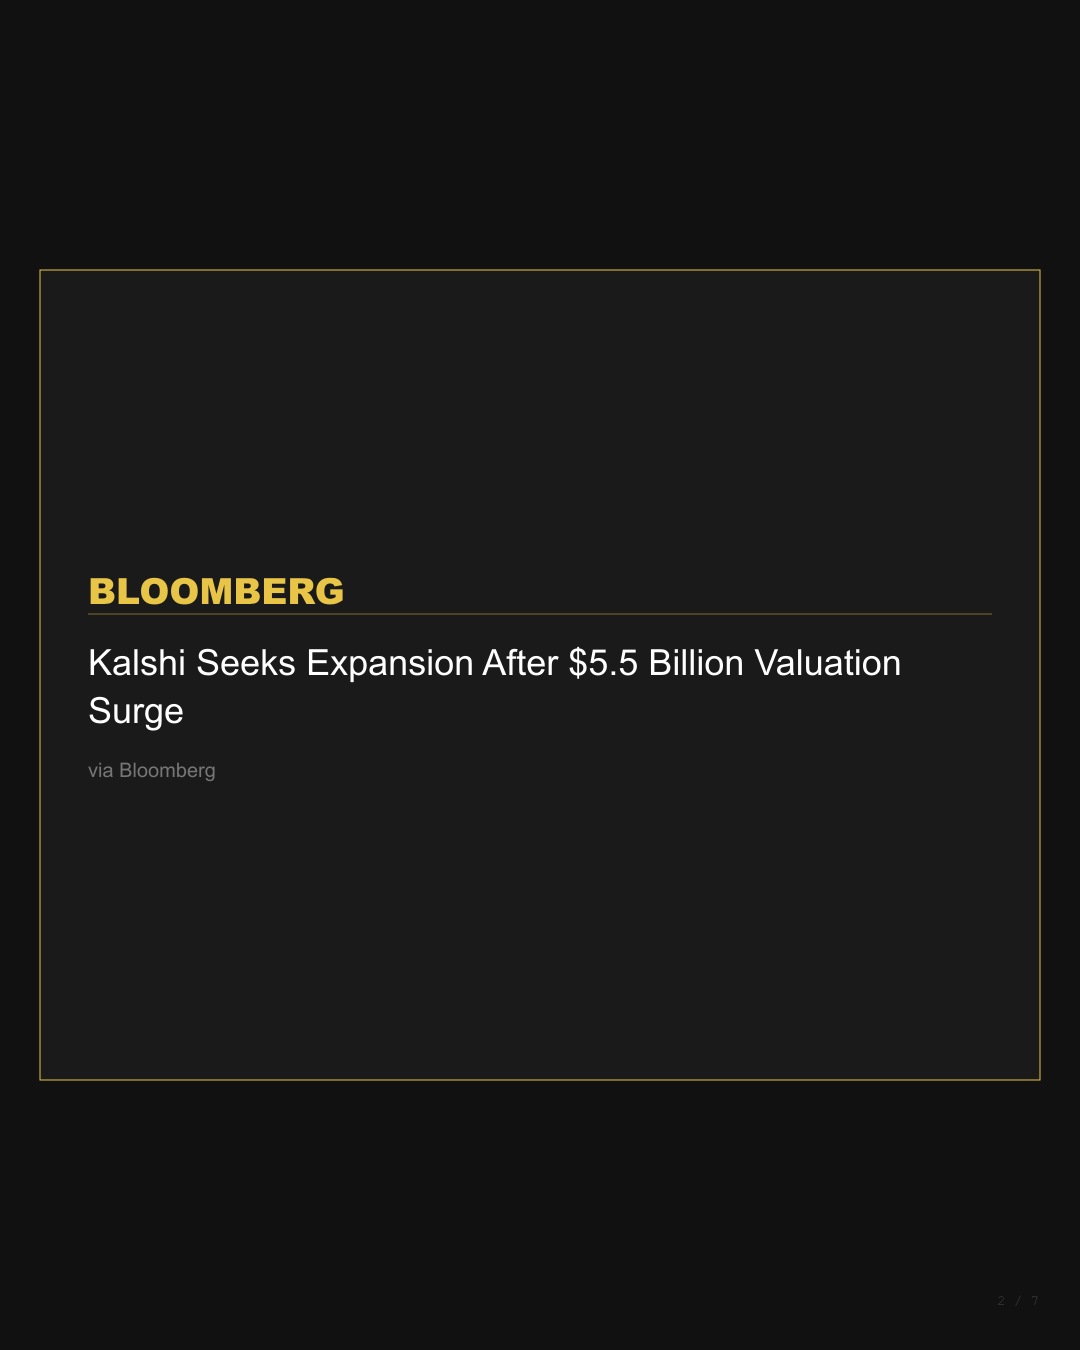 BLOOMBERG
Kalshi Seeks Expansion After $5.5 Billion Valuation
Surge
via Bloomberg
2 / 7